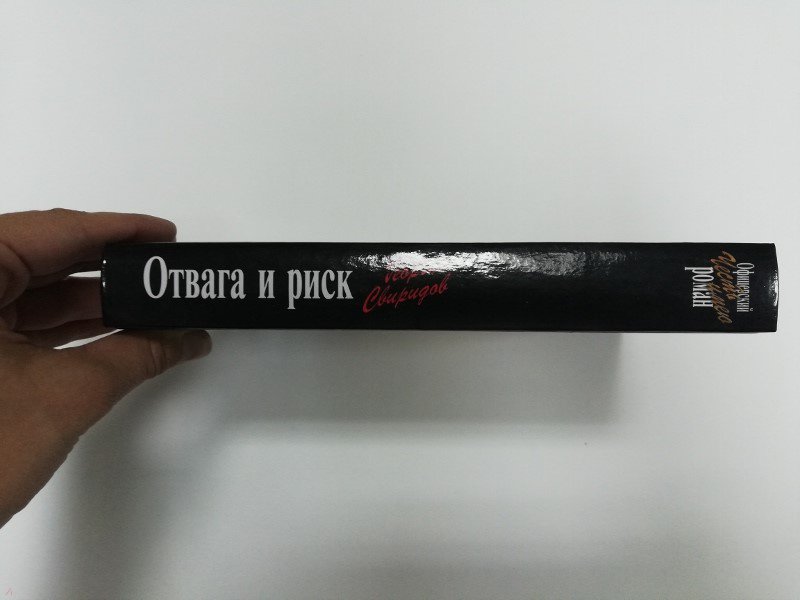 Отвага и риск
Свиридов
Офицерский
роман
Честь имею